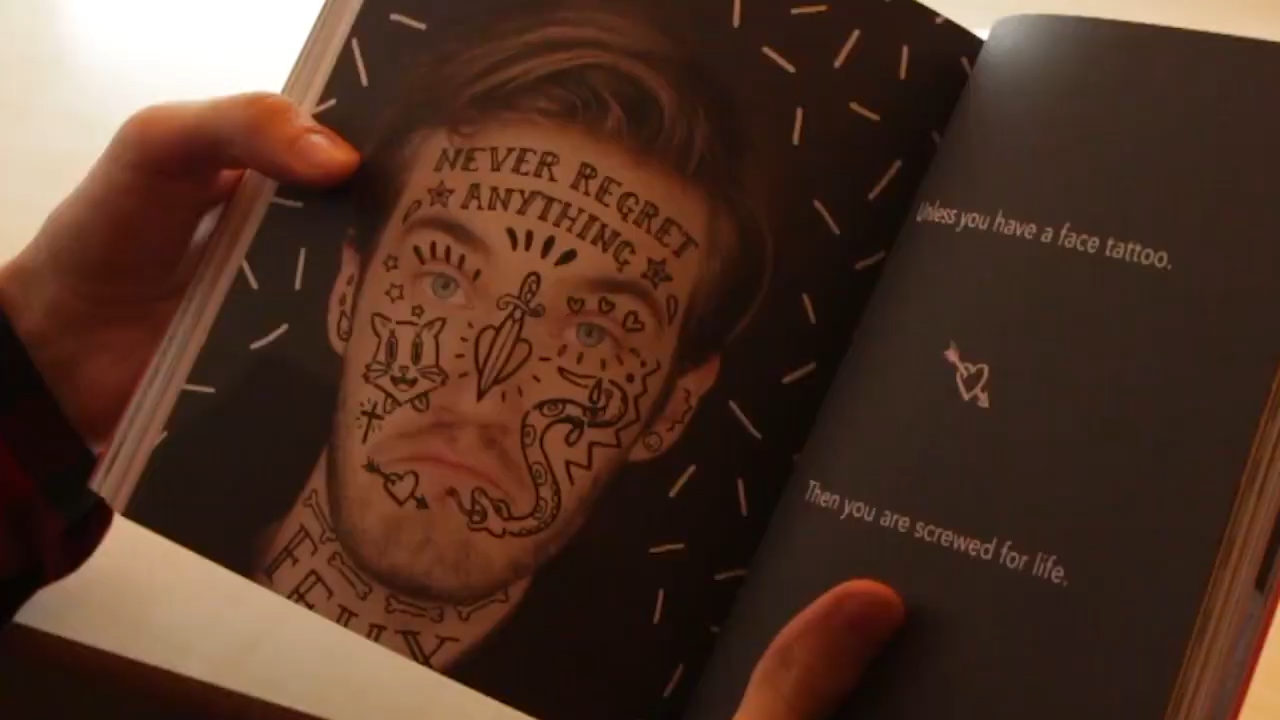 NEVER REGRET
ANYTHING
FELIX
Unless you have a face tattoo.
Then you are screwed for life.